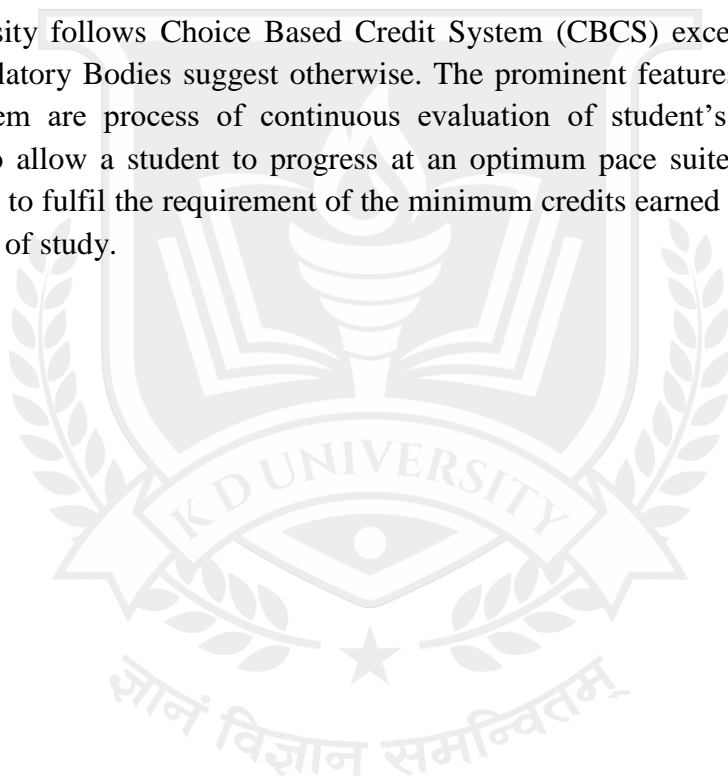 sity follows Choice Based Credit System (CBCS) exce
latory Bodies suggest otherwise. The prominent feature
em are process of continuous evaluation of student’s
o allow a student to progress at an optimum pace suite
to fulfil the requirement of the minimum credits earned
of study.
K D UNIVERSITY
ज्ञानं विज्ञान समन्वितम्